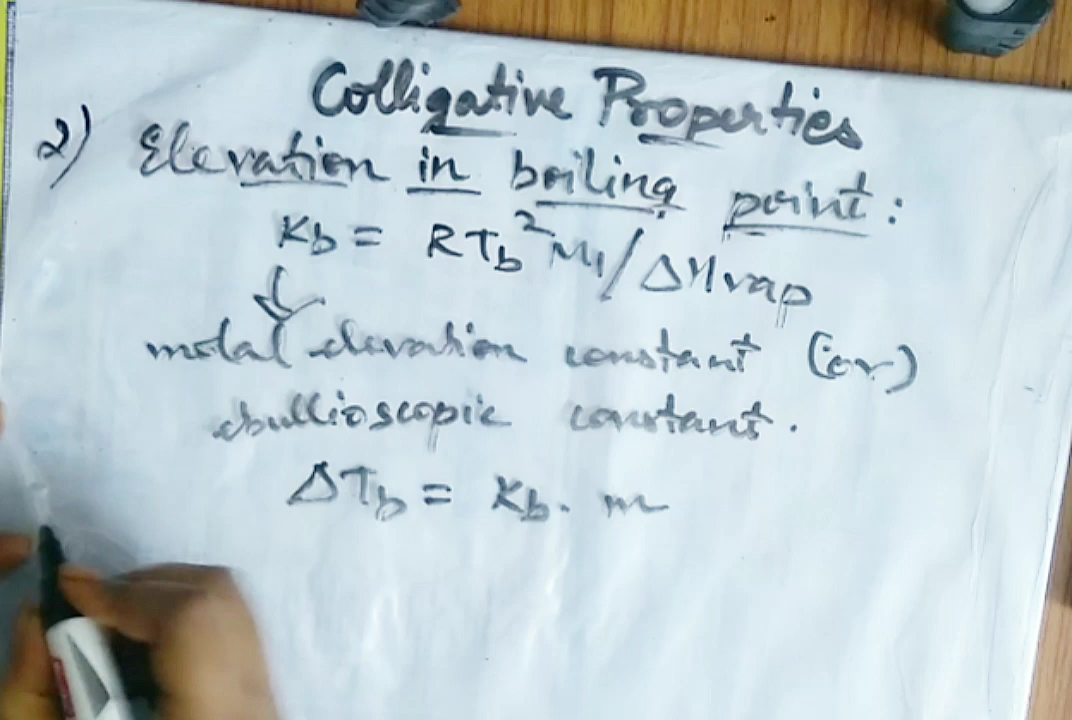 Colligative Properties
2) Elevation in boiling point:
Kb = RTb²M₁/ΔHvap
molal elevation constant (or)
ebullioscopic constant.
ΔTb = Kb. m